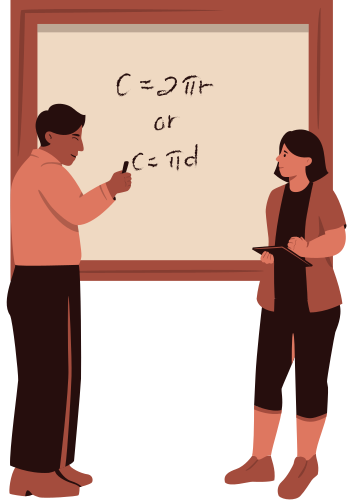 C = 2πr
or
C = πd